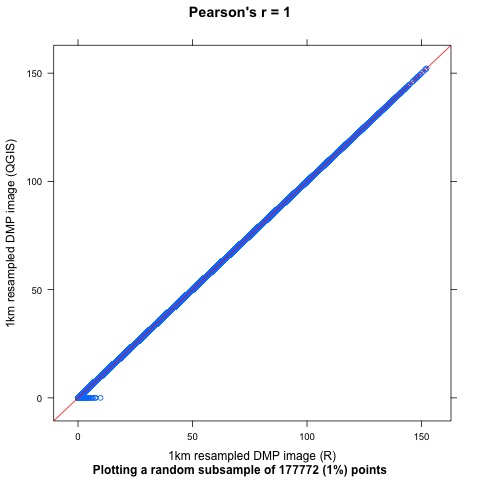 Pearson's r = 1
150
100
50
0
1km resampled DMP image (QGIS)
0 50 100 150
1km resampled DMP image (R)
Plotting a random subsample of 177772 (1%) points